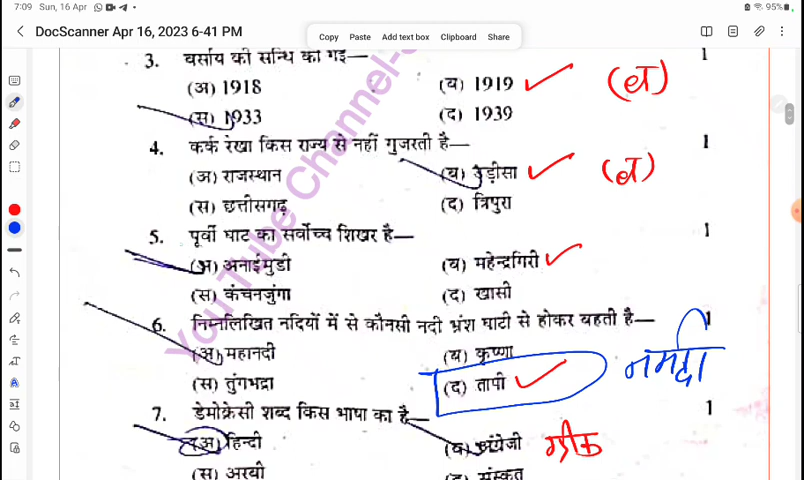 7:09 Sun, 16 Apr
95%
DocScanner Apr 16, 2023 6-41 PM
Copy Paste Add text box Clipboard Share
3. वर्साय की सन्धि की गई— 1
(अ) 1918 (ब) 1919 (ब)
(स) 1933 (द) 1939
4. कर्क रेखा किस राज्य से नहीं गुजरती है— 1
(अ) राजस्थान (ब) उड़ीसा (ब)
(स) छत्तीसगढ़ (द) त्रिपुरा
5. पूर्वी घाट का सर्वोच्च शिखर है— 1
(अ) अनाईमुडी (ब) महेन्द्रगिरी
(स) कंचनजुंगा (द) खासी
6. निम्नलिखित नदियों में से कौनसी नदी भ्रंश घाटी से होकर बहती है— 1
(अ) महानदी (ब) कृष्णा
(स) तुंगभद्रा (द) तापी नर्मदा
7. डेमोक्रेसी शब्द किस भाषा का है— 1
(अ) हिन्दी (ब) अंग्रेजी ग्रीक
(स) अरबी (द) संस्कृत
You Tube Channel-